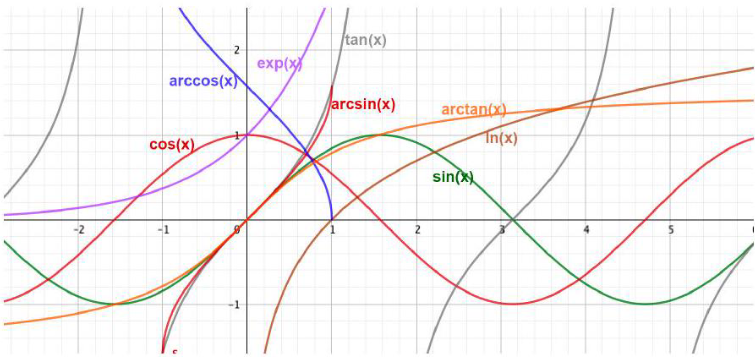 tan(x)
2
exp(x)
arccos(x)
arcsin(x)
arctan(x)
cos(x)
1
ln(x)
sin(x)
-2
-1
0
1
2
3
4
5
6
-1
s